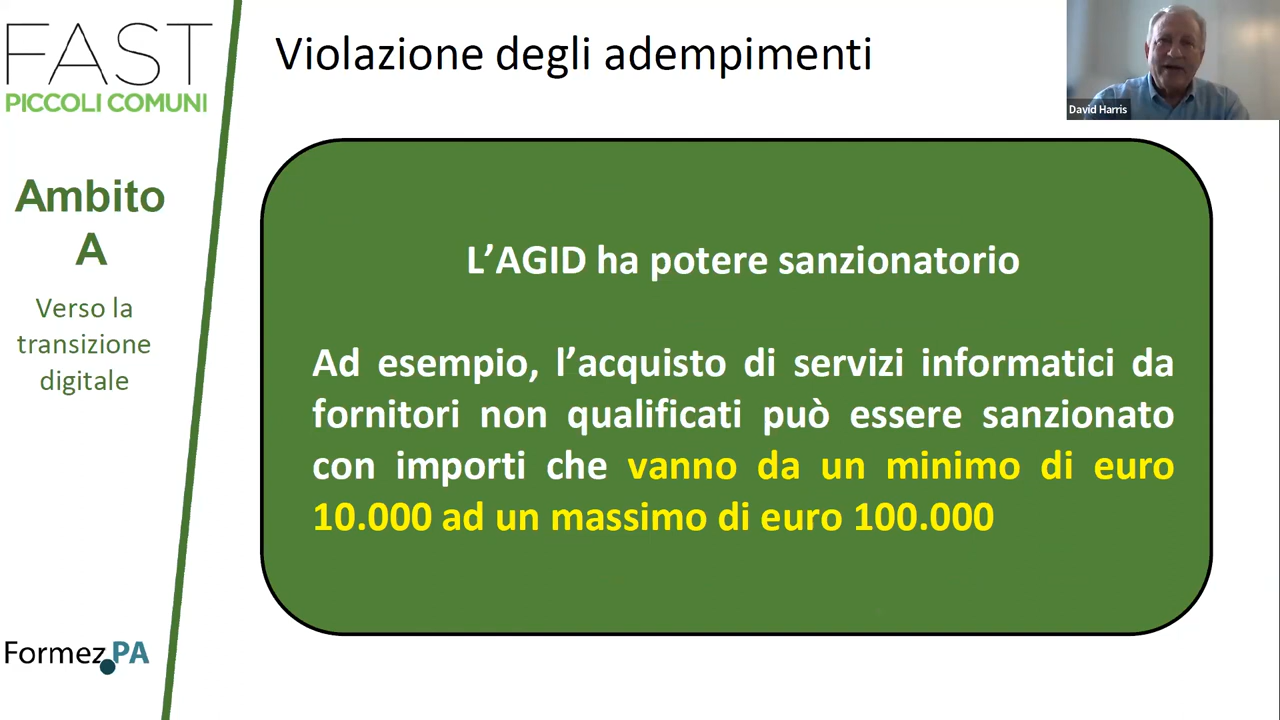 FAST
PICCOLI COMUNI
Violazione degli adempimenti
David Harris
Ambito
A
Verso la
transizione
digitale
L’AGID ha potere sanzionatorio
Ad esempio, l’acquisto di servizi informatici da
fornitori non qualificati può essere sanzionato
con importi che vanno da un minimo di euro
10.000 ad un massimo di euro 100.000
Formez PA